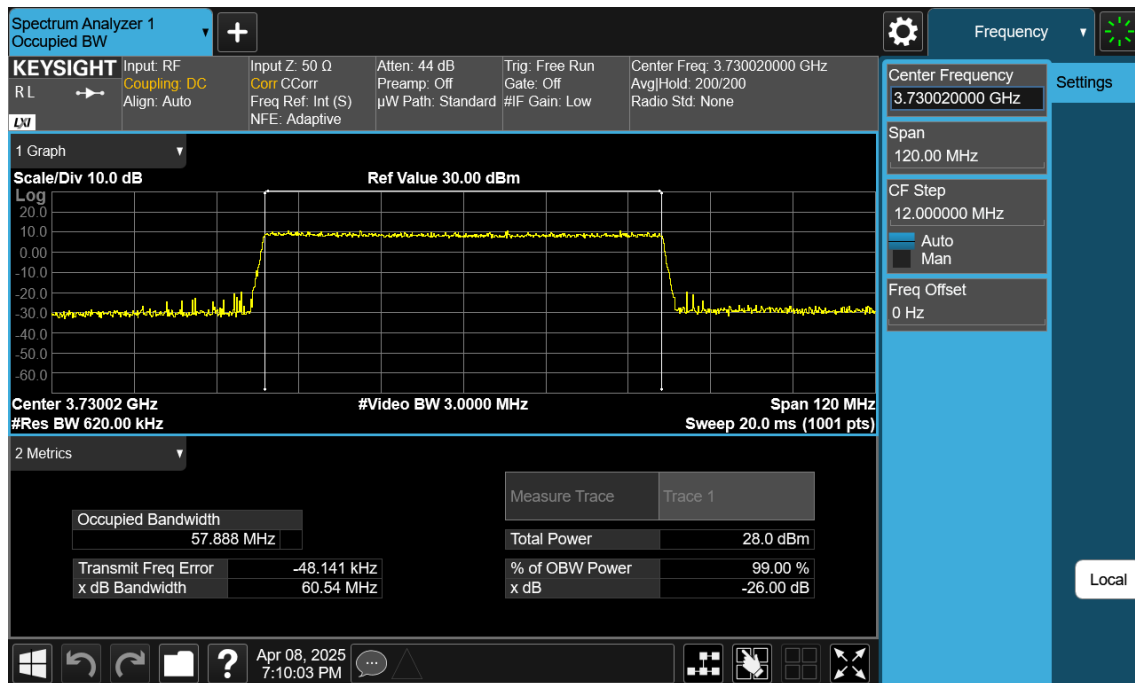 Spectrum Analyzer 1
Occupied BW
Frequency
KEYSIGHT
R L
LXI
Input: RF
Coupling: DC
Align: Auto
Input Z: 50 Ω
Corr CCorr
Freq Ref: Int (S)
NFE: Adaptive
Atten: 44 dB
Preamp: Off
µW Path: Standard
Trig: Free Run
Gate: Off
#IF Gain: Low
Center Freq: 3.730020000 GHz
Avg|Hold: 200/200
Radio Std: None
Center Frequency
3.730020000 GHz
Settings
Span
120.00 MHz
CF Step
12.000000 MHz
Auto
Man
Freq Offset
0 Hz
Local
1 Graph
Scale/Div 10.0 dB
Ref Value 30.00 dBm
Log
20.0
10.0
0.00
-10.0
-20.0
-30.0
-40.0
-50.0
-60.0
Center 3.73002 GHz
#Video BW 3.0000 MHz
Span 120 MHz
#Res BW 620.00 kHz
Sweep 20.0 ms (1001 pts)
2 Metrics
Measure Trace
Trace 1
Occupied Bandwidth
57.888 MHz
Total Power
28.0 dBm
Transmit Freq Error
-48.141 kHz
% of OBW Power
99.00 %
x dB Bandwidth
60.54 MHz
x dB
-26.00 dB
?
Apr 08, 2025
7:10:03 PM